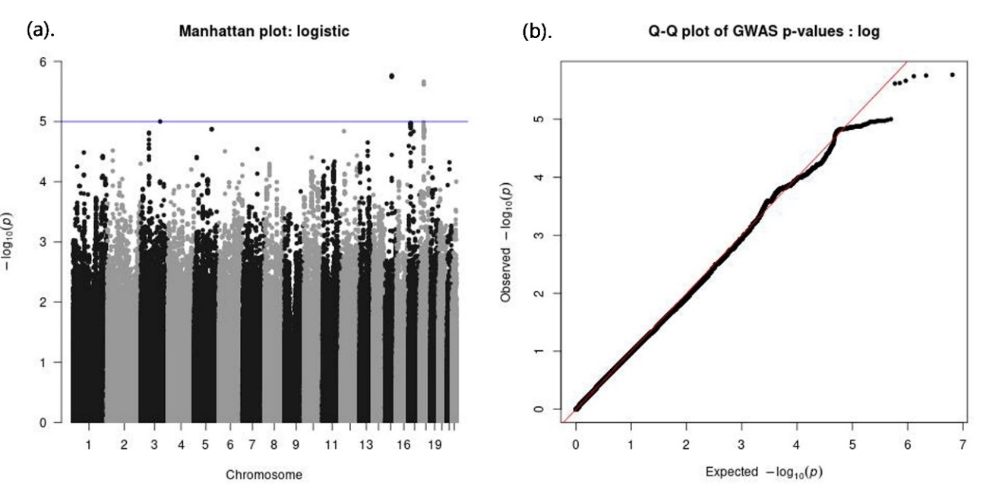 (a).
Manhattan plot: logistic
6
5
4
3
2
1
0
− log10(p)
1 2 3 4 5 6 7 8 9 11 13 16 19
Chromosome
(b).
Q-Q plot of GWAS p-values : log
5
4
3
2
1
0
Observed −log10(p)
0 1 2 3 4 5 6 7
Expected −log10(p)